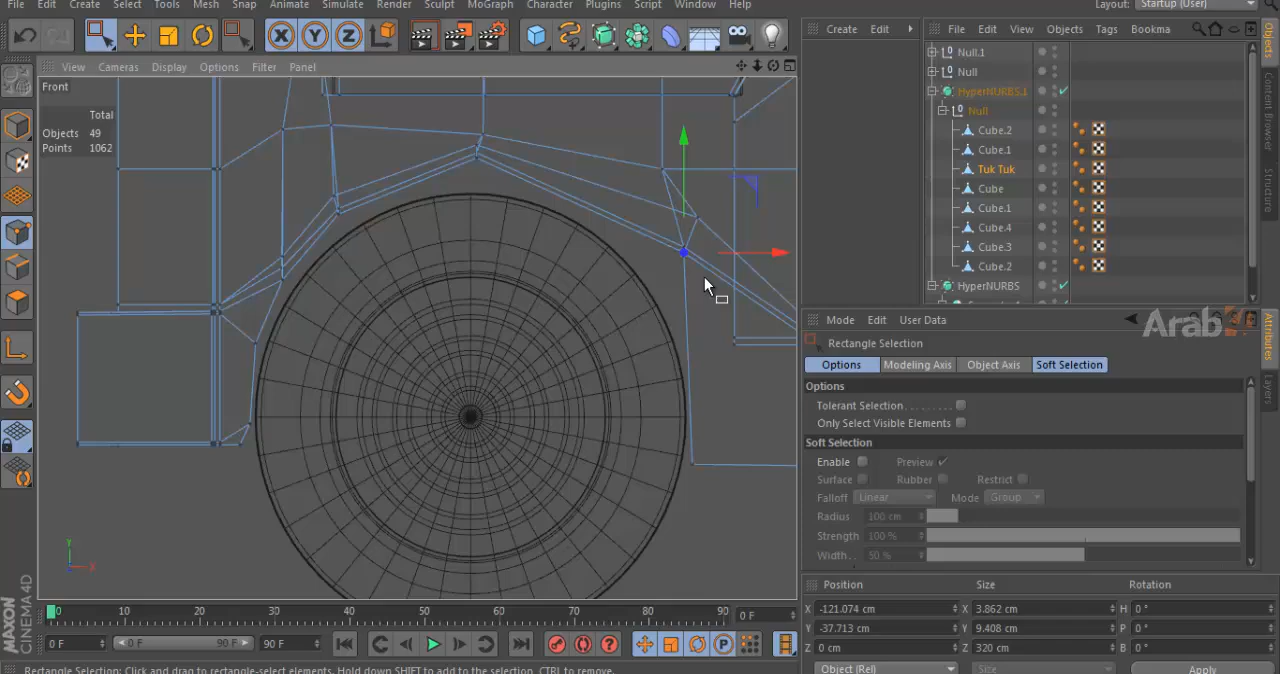 File Edit Create Select Tools Mesh Snap Animate Simulate Render Sculpt MoGraph Character Plugins Script Window Help Layout: Startup (User)
Create Edit File Edit View Objects Tags Bookma
View Cameras Display Options Filter Panel
Front
Total
Objects 49
Points 1062
Null.1
Null
HyperNURBS.1
Null
Cube.2
Cube.1
Tuk Tuk
Cube
Cube.1
Cube.4
Cube.3
Cube.2
HyperNURBS
Objects
Content Browser
Structure
Mode Edit User Data
Arab
Rectangle Selection
Options Modeling Axis Object Axis Soft Selection
Options
Tolerant Selection
Only Select Visible Elements
Soft Selection
Enable Preview
Surface Rubber Restrict
Falloff Linear Mode Group
Radius 100 cm
Strength 100 %
Width.. 50 %
Attributes
Layers
Y
X
0 10 20 30 40 50 60 70 80 90 0 F
0 F 0 F 90 F 90 F
Position Size Rotation
X -121.074 cm X 3.862 cm H 0 °
Y -37.713 cm Y 9.408 cm P 0 °
Z 0 cm Z 320 cm B 0 °
Object (Rel) Size Apply
MAXON CINEMA 4D
Rectangle Selection: Click and drag to rectangle-select elements. Hold down SHIFT to add to the selection, CTRL to remove.